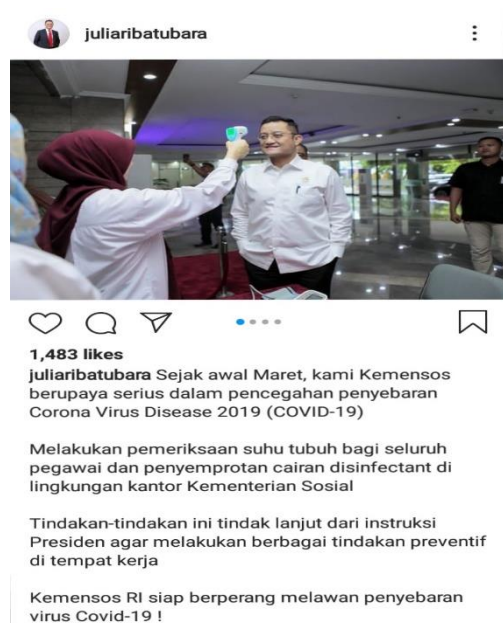 juliaribatubara
1,483 likes
juliaribatubara Sejak awal Maret, kami Kemensos
berupaya serius dalam pencegahan penyebaran
Corona Virus Disease 2019 (COVID-19)
Melakukan pemeriksaan suhu tubuh bagi seluruh
pegawai dan penyemprotan cairan disinfectant di
lingkungan kantor Kementerian Sosial
Tindakan-tindakan ini tindak lanjut dari instruksi
Presiden agar melakukan berbagai tindakan preventif
di tempat kerja
Kemensos RI siap berperang melawan penyebaran
virus Covid-19 !